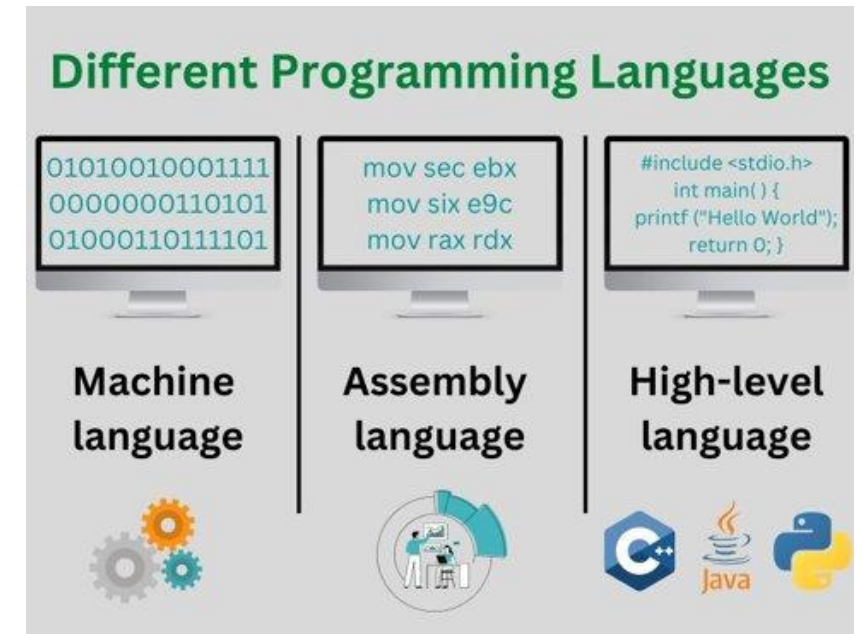 Different Programming Languages
01010010001111
0000000110101
01000110111101
mov sec ebx
mov six e9c
mov rax rdx
#include <stdio.h>
int main( ) {
printf ("Hello World");
return 0; }
Machine
language
Assembly
language
High-level
language
C++
Java